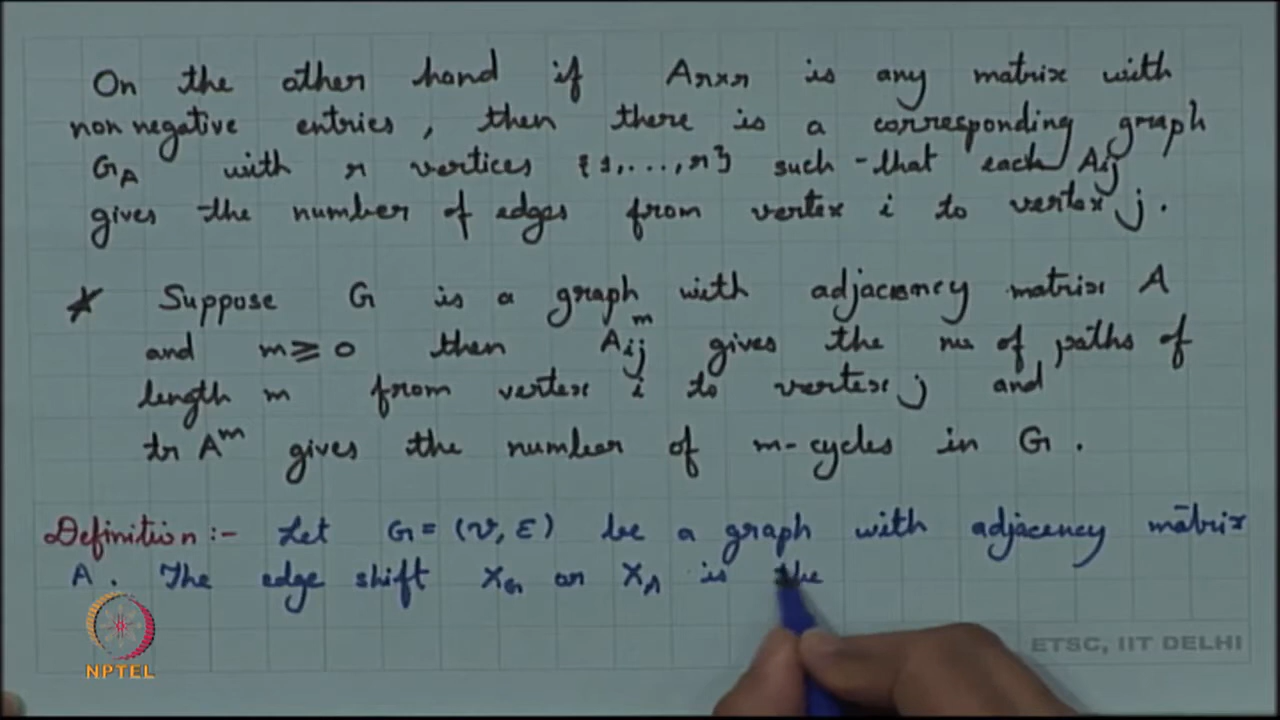 On the other hand if Arxr is any matrix with
non negative entries, then there is a corresponding graph
G_A with r vertices {1,...,r} such that each Aij
gives the number of edges from vertex i to vertex j.
* Suppose G is a graph with adjacency matrix A
and m ≥ 0 then A^m_ij gives the no of paths of
length m from vertex i to vertex j and
tr A^m gives the number of m-cycles in G.
Definition:- Let G = (V, E) be a graph with adjacency matrix
A. The edge shift X_G or X_A is the
NPTEL
ETSC, IIT DELHI